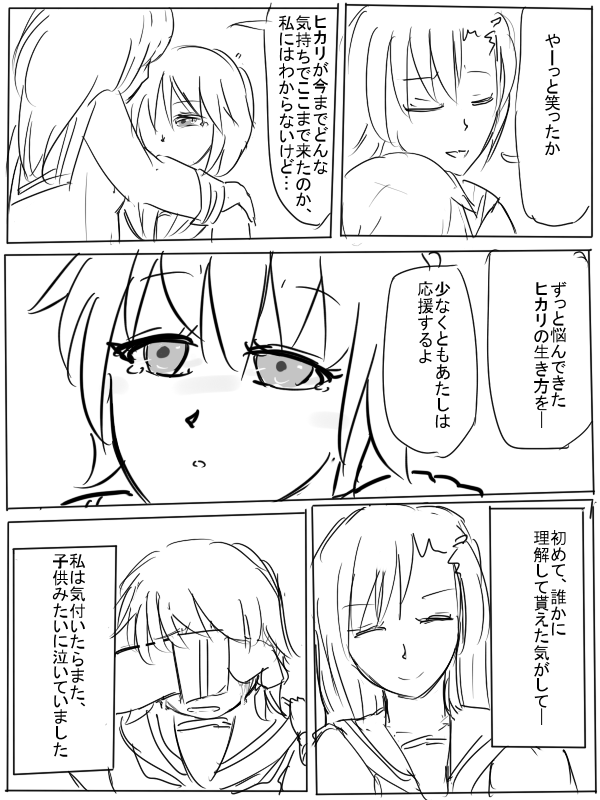 やーっと笑ったか
ヒカリが今までどんな
気持ちでここまで来たのか、
私にはわからないけど…
ずっと悩んできた
ヒカリの生き方を―
少なくともあたしは
応援するよ
初めて、誰かに
理解して貰えた気がして―
私は気付いたらまた、
子供みたいに泣いていました